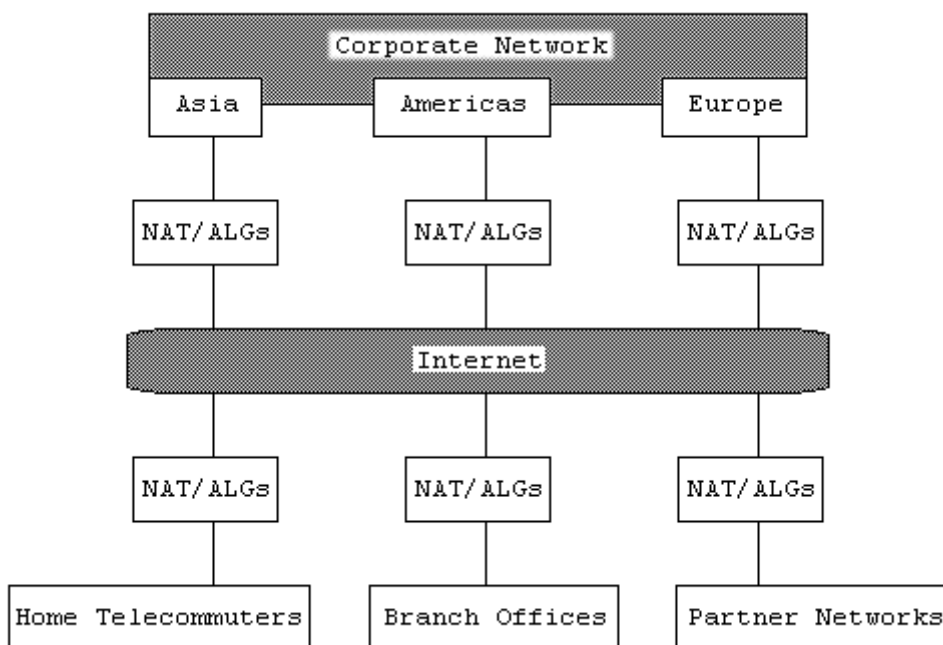 Corporate Network
Asia Americas Europe
NAT/ALGs NAT/ALGs NAT/ALGs
Internet
NAT/ALGs NAT/ALGs NAT/ALGs
Home Telecommuters Branch Offices Partner Networks